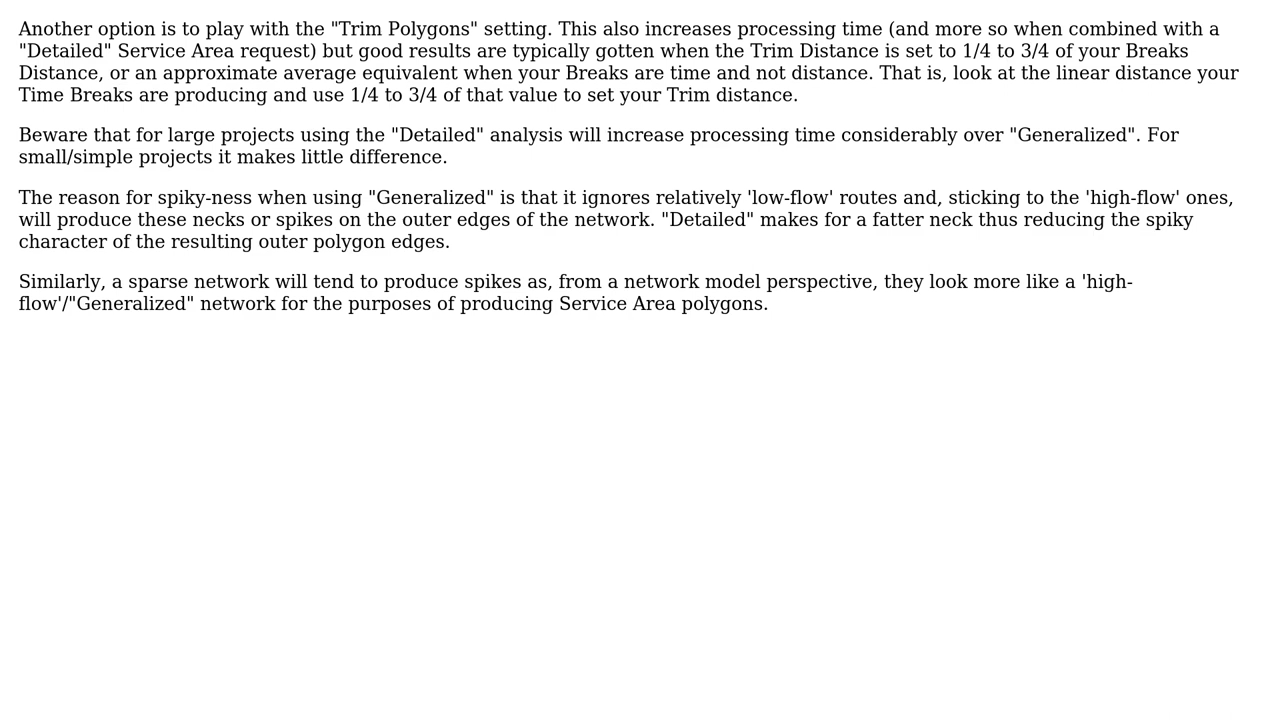 Another option is to play with the "Trim Polygons" setting. This also increases processing time (and more so when combined with a
"Detailed" Service Area request) but good results are typically gotten when the Trim Distance is set to 1/4 to 3/4 of your Breaks
Distance, or an approximate average equivalent when your Breaks are time and not distance. That is, look at the linear distance your
Time Breaks are producing and use 1/4 to 3/4 of that value to set your Trim distance.
Beware that for large projects using the "Detailed" analysis will increase processing time considerably over "Generalized". For
small/simple projects it makes little difference.
The reason for spiky-ness when using "Generalized" is that it ignores relatively 'low-flow' routes and, sticking to the 'high-flow' ones,
will produce these necks or spikes on the outer edges of the network. "Detailed" makes for a fatter neck thus reducing the spiky
character of the resulting outer polygon edges.
Similarly, a sparse network will tend to produce spikes as, from a network model perspective, they look more like a 'high-
flow'/"Generalized" network for the purposes of producing Service Area polygons.